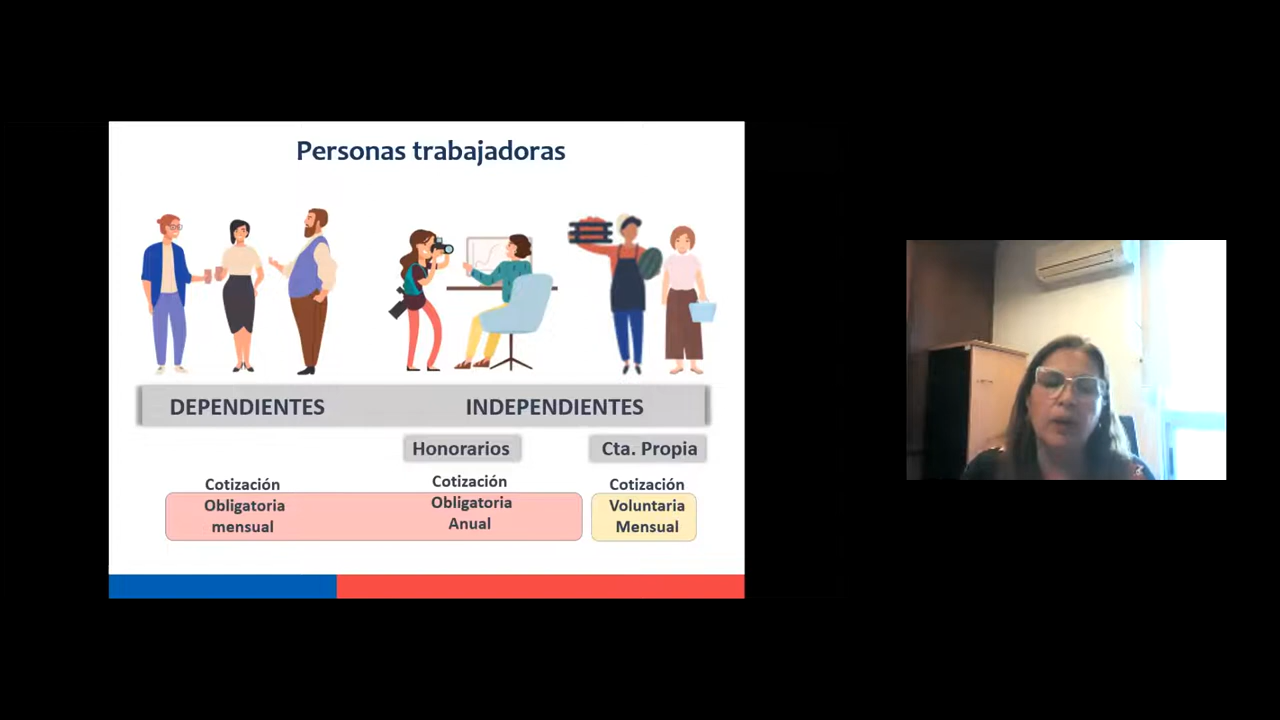 Personas trabajadoras
DEPENDIENTES
INDEPENDIENTES
Honorarios
Cta. Propia
Cotización
Obligatoria
mensual
Cotización
Obligatoria
Anual
Cotización
Voluntaria
Mensual